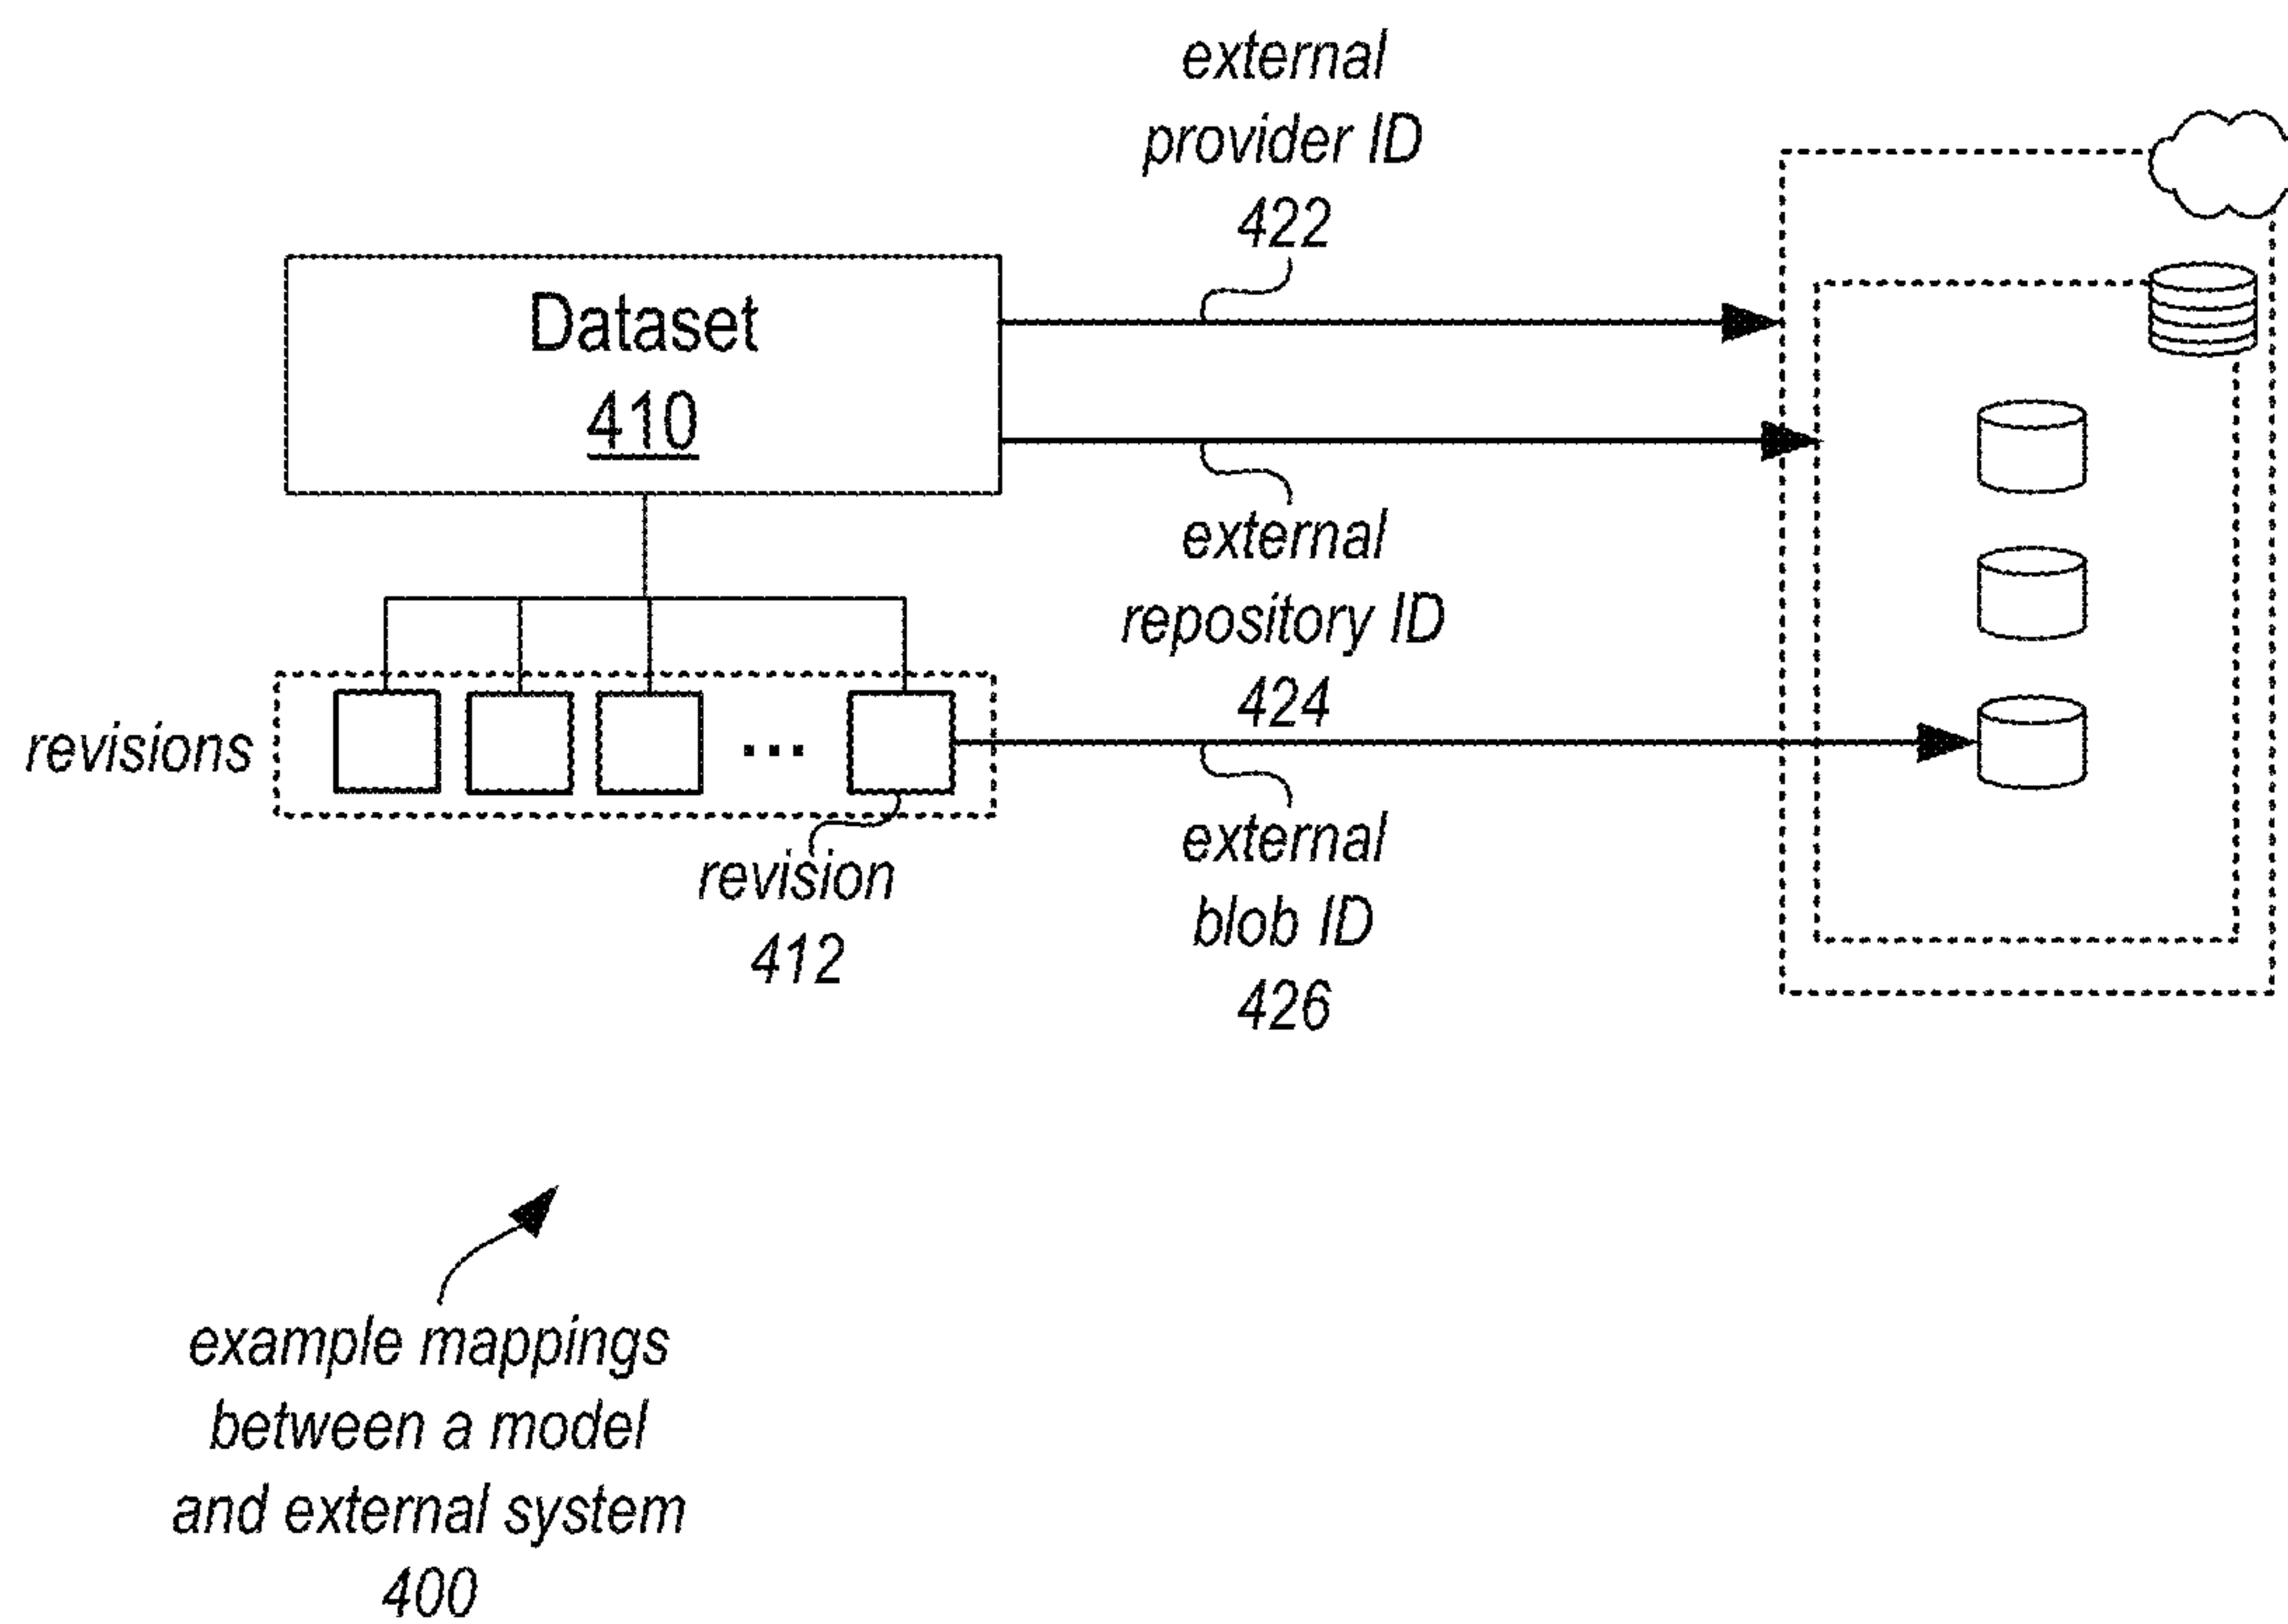 external
provider ID
422
Dataset
410
external
repository ID
424
revisions
...
revision
412
external
blob ID
426
example mappings
between a model
and external system
400